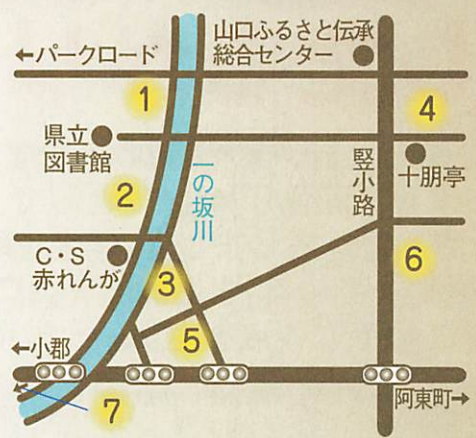 ←パークロード
山口ふるさと伝承
総合センター
1
4
県立
図書館
十朋亭
竪小路
一の坂川
2
6
C・S
赤れんが
3
5
←小郡
7
阿東町→